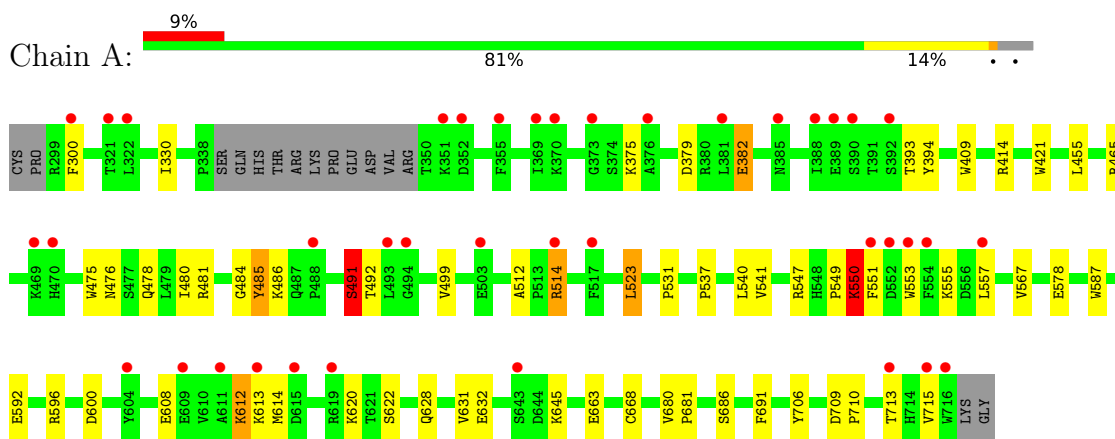 9%
Chain A:
81% 14% • •
CYS PRO R299 F300 T321 L322 I330 P338 SER GLN HIS THR ARG LYS PRO GLU ASP VAL ARG T350 K351 D352 F355 I369 K370 G373 S374 K375 A376 D379 R380 L381 E382 N385 I388 E389 S390 T391 S392 T393 Y394 W409 R414 W421 L455 R465
K469 H470 W475 N476 S477 Q478 L479 I480 R481 G484 Y485 K486 Q487 P488 S491 T492 L493 G494 V499 E503 A512 P513 R514 F517 L523 P531 P537 L540 V541 R547 H548 P549 K550 F551 D552 W553 F554 K555 D556 L557 V567 E578 W587
E592 R596 D600 Y604 E608 E609 V610 A611 K612 K613 M614 D615 R619 K620 T621 S622 Q628 V631 E632 S643 D644 K645 E663 C668 V680 P681 S686 F691 Y706 D709 P710 T713 H714 V715 W716 LYS GLY